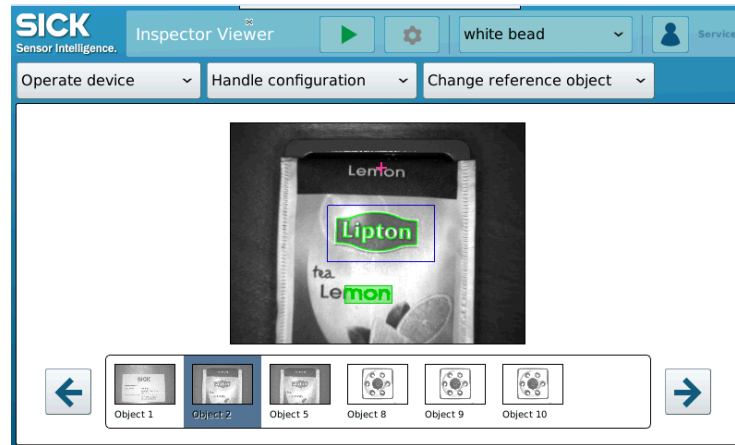 SICK
Sensor Intelligence.
Inspector Viewer
white bead
Service
Operate device
Handle configuration
Change reference object
Lemon
Lipton
tea
Lemon
SICK
Object 1
Object 2
Object 5
Object 8
Object 9
Object 10